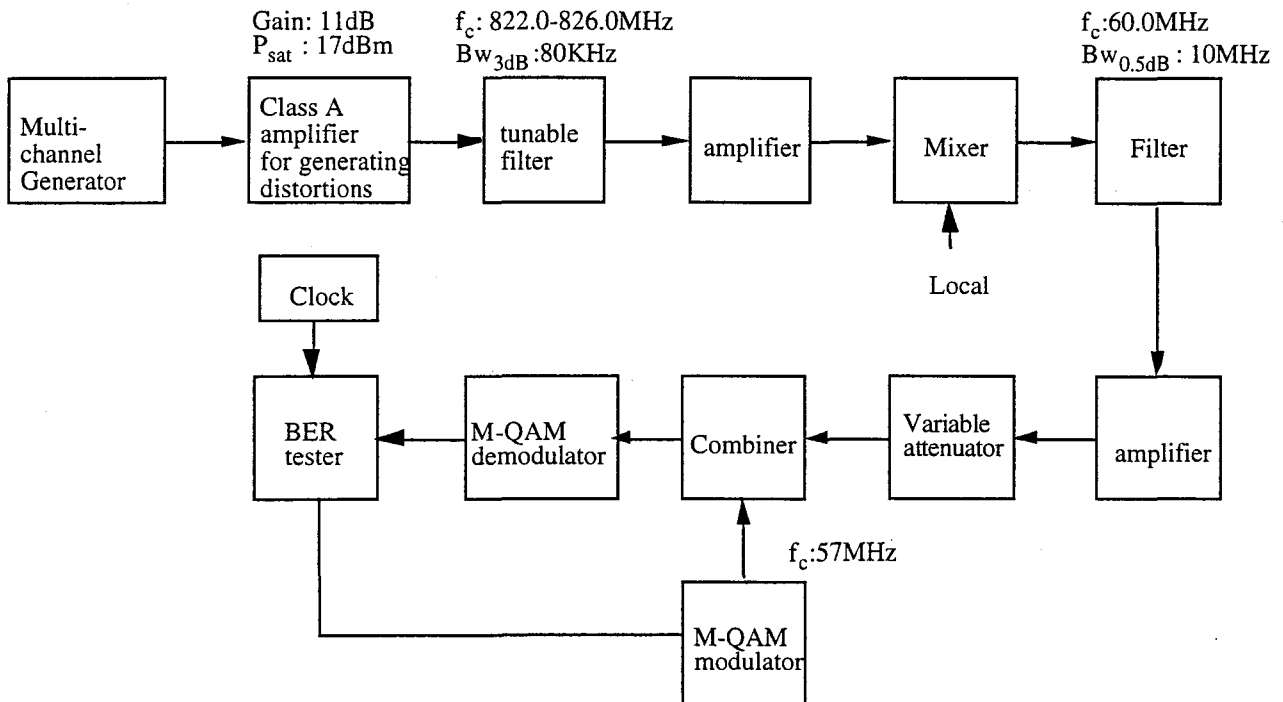 Gain: 11dB
P_sat : 17dBm
f_c: 822.0-826.0MHz
Bw_3dB :80KHz
f_c:60.0MHz
Bw_0.5dB : 10MHz
Multi-
channel
Generator
Class A
amplifier
for generating
distortions
tunable
filter
amplifier
Mixer
Filter
Local
Clock
BER
tester
M-QAM
demodulator
Combiner
Variable
attenuator
amplifier
f_c:57MHz
M-QAM
modulator